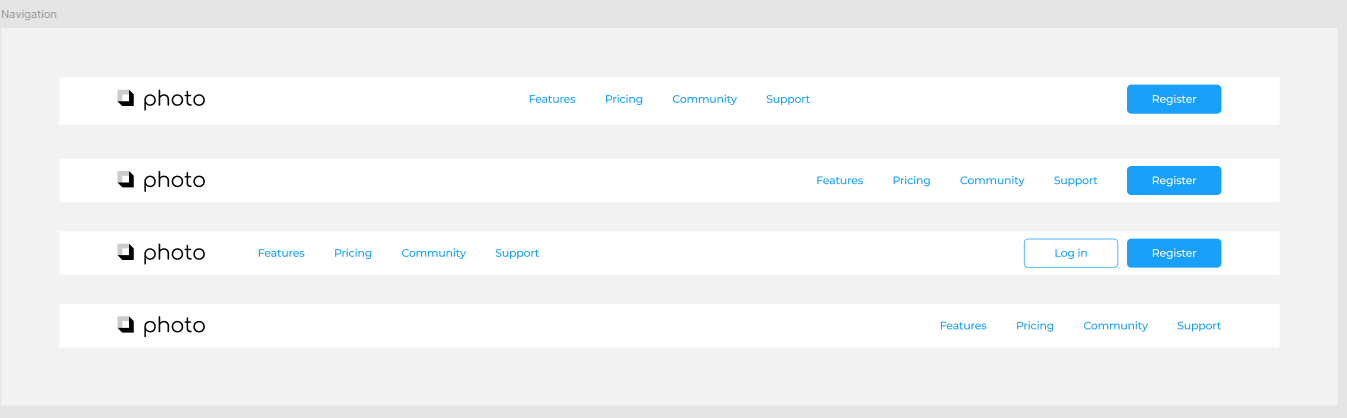 Navigation
photo Features Pricing Community Support Register
photo Features Pricing Community Support Register
photo Features Pricing Community Support Log in Register
photo Features Pricing Community Support